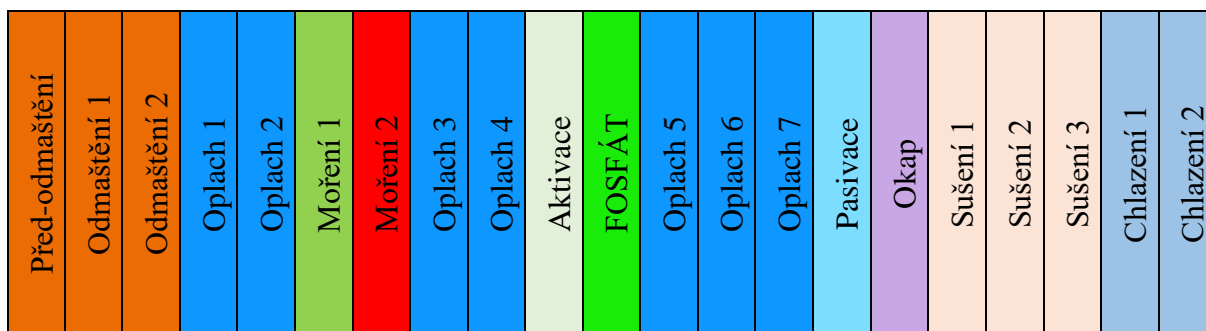 Před-odmaštění
Odmaštění 1
Odmaštění 2
Oplach 1
Oplach 2
Moření 1
Moření 2
Oplach 3
Oplach 4
Aktivace
FOSFÁT
Oplach 5
Oplach 6
Oplach 7
Pasivace
Okap
Sušení 1
Sušení 2
Sušení 3
Chlazení 1
Chlazení 2